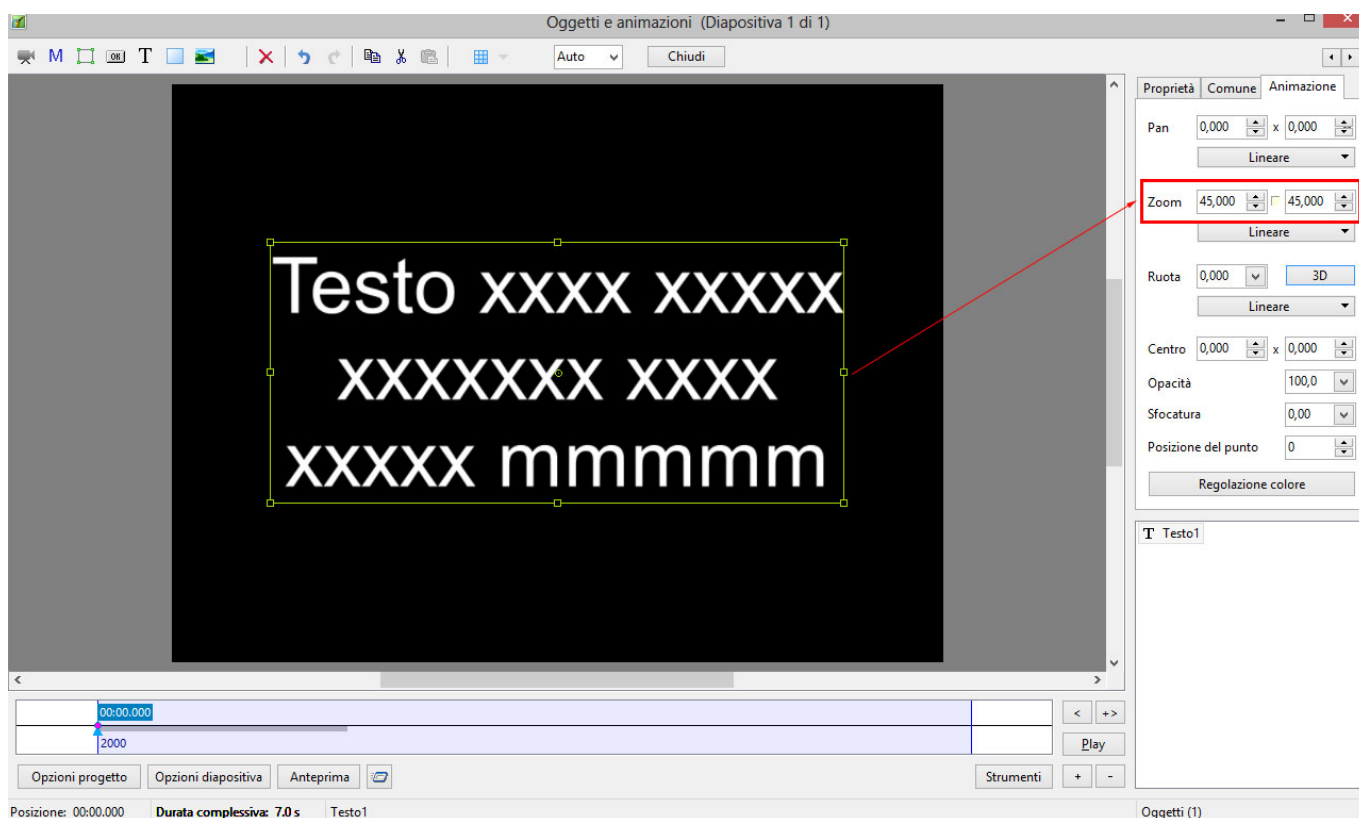 Oggetti e animazioni (Diapositiva 1 di 1)
M OK T Auto Chiudi
Proprietà Comune Animazione
Pan 0,000 x 0,000
Lineare
Zoom 45,000 45,000
Lineare
Ruota 0,000 3D
Lineare
Centro 0,000 x 0,000
Opacità 100,0
Sfocatura 0,00
Posizione del punto 0
Regolazione colore
T Testo1
Testo xxxx xxxxx
xxxxxxx xxxx
xxxxx mmmmm
00:00.000
2000
< +>
Play
Opzioni progetto Opzioni diapositiva Anteprima Strumenti + -
Posizione: 00:00.000 Durata complessiva: 7.0 s Testo1 Oggetti (1)